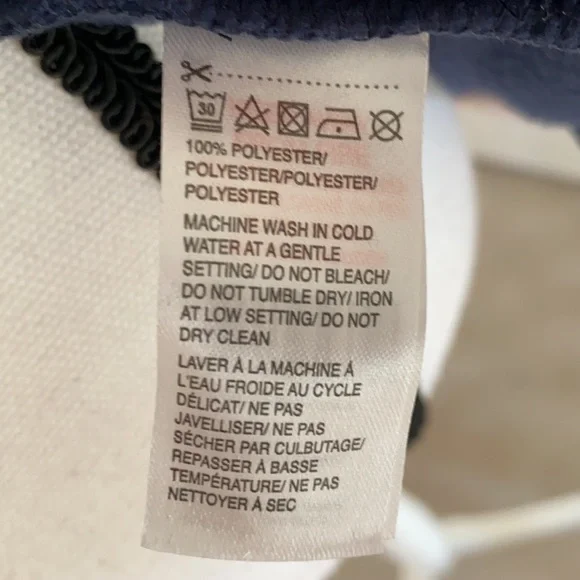 30
100% POLYESTER/
POLYESTER/POLYESTER/
POLYESTER
MACHINE WASH IN COLD
WATER AT A GENTLE
SETTING/ DO NOT BLEACH/
DO NOT TUMBLE DRY/ IRON
AT LOW SETTING/ DO NOT
DRY CLEAN
LAVER À LA MACHINE À
L'EAU FROIDE AU CYCLE
DÉLICAT/ NE PAS
JAVELLISER/ NE PAS
SÉCHER PAR CULBUTAGE/
REPASSER À BASSE
TEMPÉRATURE/ NE PAS
NETTOYER À SEC